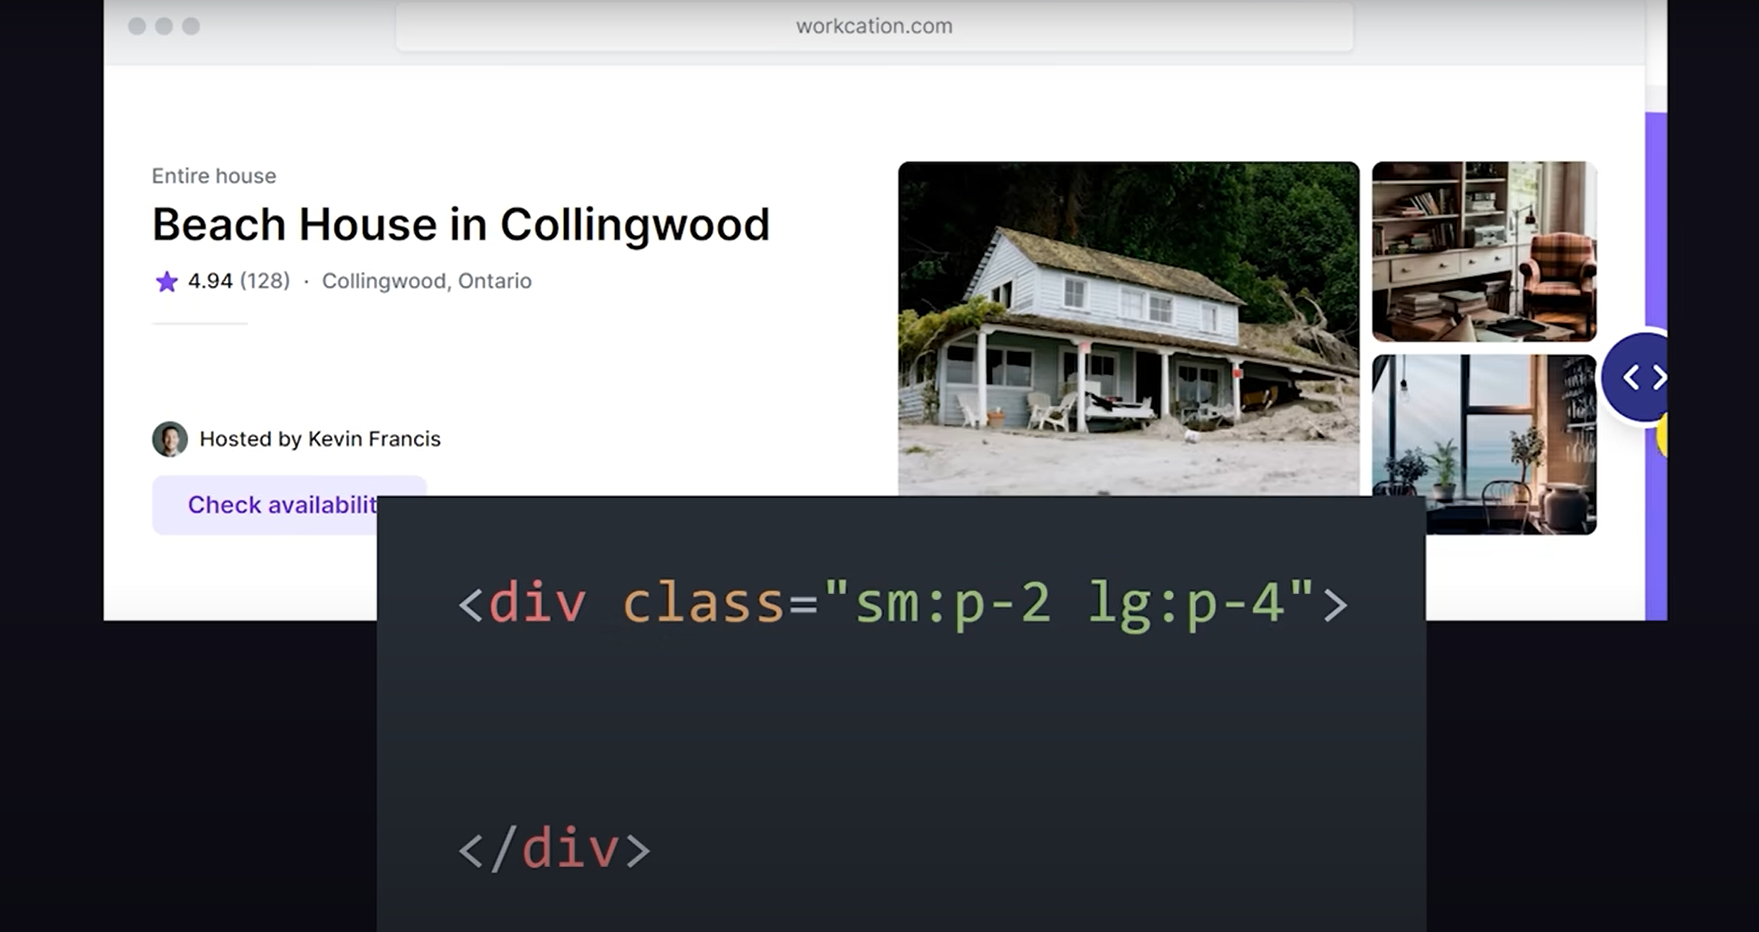 workcation.com
Entire house
Beach House in Collingwood
4.94 (128) · Collingwood, Ontario
Hosted by Kevin Francis
Check availabilit
<div class="sm:p-2 lg:p-4">
</div>